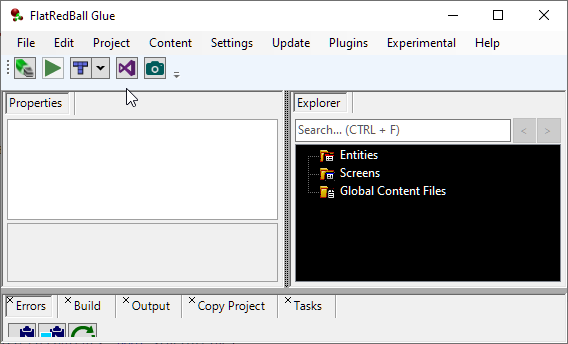 FlatRedBall Glue
File Edit Project Content Settings Update Plugins Experimental Help
Properties
Explorer
Search... (CTRL + F)
< >
Entities
Screens
Global Content Files
Errors Build Output Copy Project Tasks